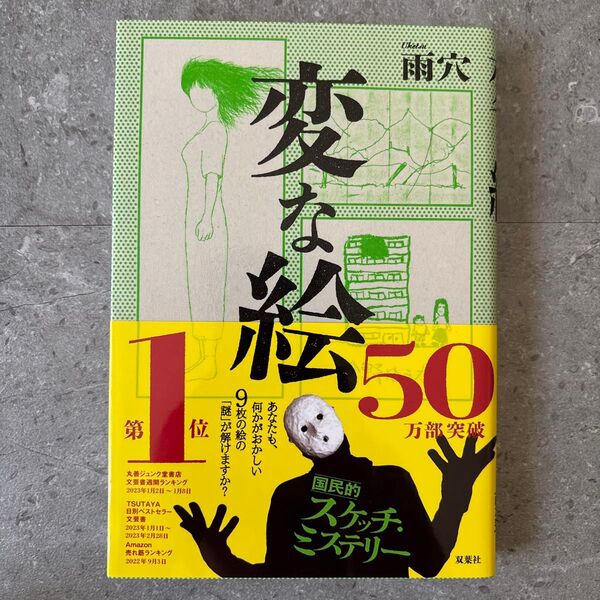 Uketsu
雨穴
変な絵
50
万部突破
第1位
あなたも、
何かがおかしい
9枚の絵の
「謎」が解けますか？
丸善ジュンク堂書店
文芸書週間ランキング
2023年1月2日〜1月8日
TSUTAYA
日別ベストセラー
文芸書
2023年1月1日〜
2023年2月28日
Amazon
売れ筋ランキング
2022年9月3日
国民的
スケッチ・
ミステリー
双葉社